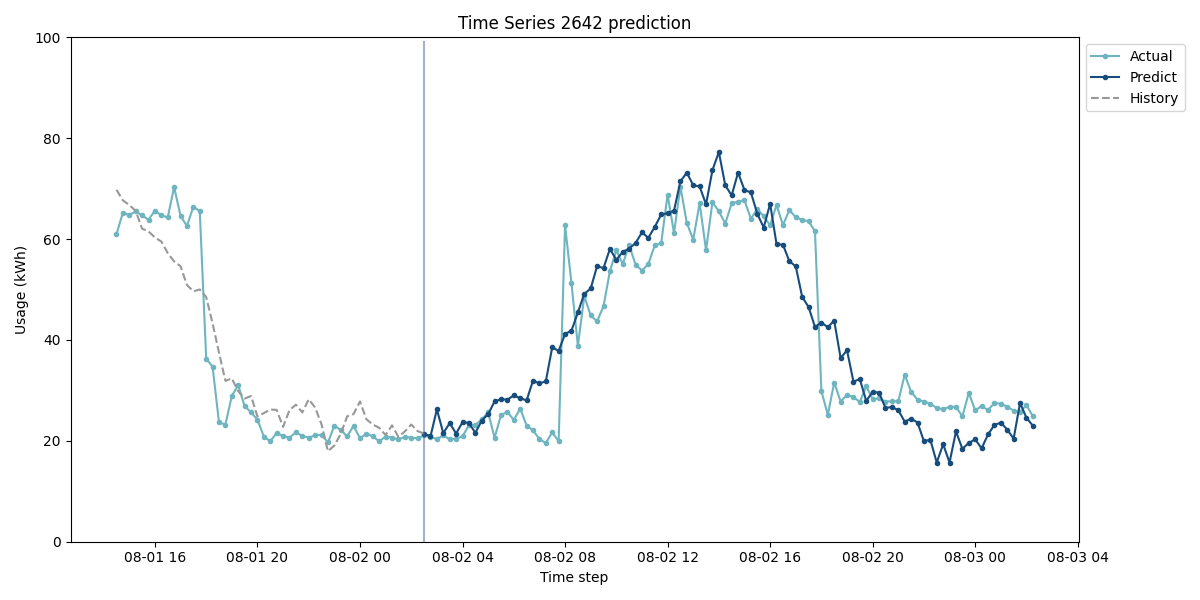 Time Series 2642 prediction
100
80
60
40
20
0
Usage (kWh)
08-01 16
08-01 20
08-02 00
08-02 04
08-02 08
08-02 12
08-02 16
08-02 20
08-03 00
08-03 04
Time step
Actual
Predict
History